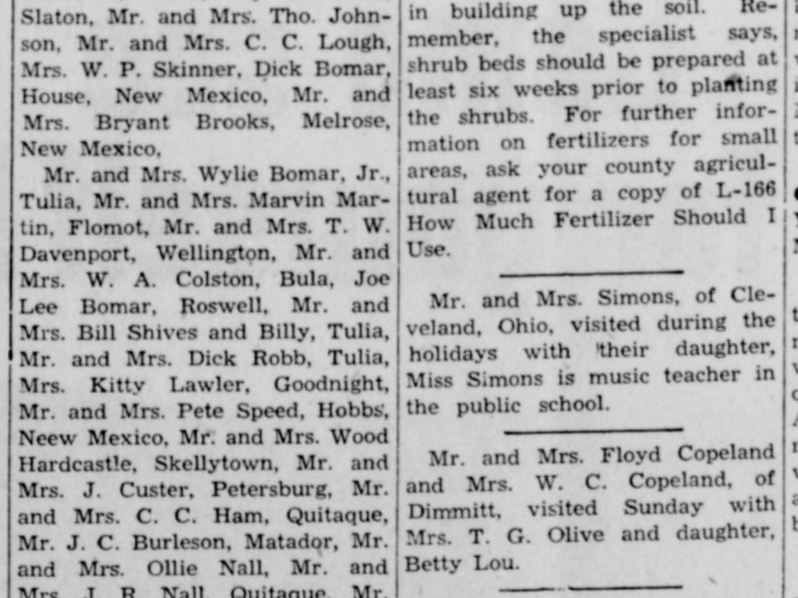 Slaton, Mr. and Mrs. Tho. John-
son, Mr. and Mrs. C. C. Lough,
Mrs. W. P. Skinner, Dick Bomar,
House, New Mexico, Mr. and
Mrs. Bryant Brooks, Melrose,
New Mexico,
Mr. and Mrs. Wylie Bomar, Jr.,
Tulia, Mr. and Mrs. Marvin Mar-
tin, Flomot, Mr. and Mrs. T. W.
Davenport, Wellington, Mr. and
Mrs. W. A. Colston, Bula, Joe
Lee Bomar, Roswell, Mr. and
Mrs. Bill Shives and Billy, Tulia,
Mr. and Mrs. Dick Robb, Tulia,
Mrs. Kitty Lawler, Goodnight,
Mr. and Mrs. Pete Speed, Hobbs,
Neew Mexico, Mr. and Mrs. Wood
Hardcastle, Skellytown, Mr. and
Mrs. J. Custer, Petersburg, Mr.
and Mrs. C. C. Ham, Quitaque,
Mr. J. C. Burleson, Matador, Mr.
and Mrs. Ollie Nall, Mr. and
Mrs. J. R. Nall, Quitaque, Mr.
in building up the soil. Re-
member, the specialist says,
shrub beds should be prepared at
least six weeks prior to planting
the shrubs. For further infor-
mation on fertilizers for small
areas, ask your county agricul-
tural agent for a copy of L-166
How Much Fertilizer Should I
Use.
Mr. and Mrs. Simons, of Cle-
veland, Ohio, visited during the
holidays with their daughter,
Miss Simons is music teacher in
the public school.
Mr. and Mrs. Floyd Copeland
and Mrs. W. C. Copeland, of
Dimmitt, visited Sunday with
Mrs. T. G. Olive and daughter,
Betty Lou.